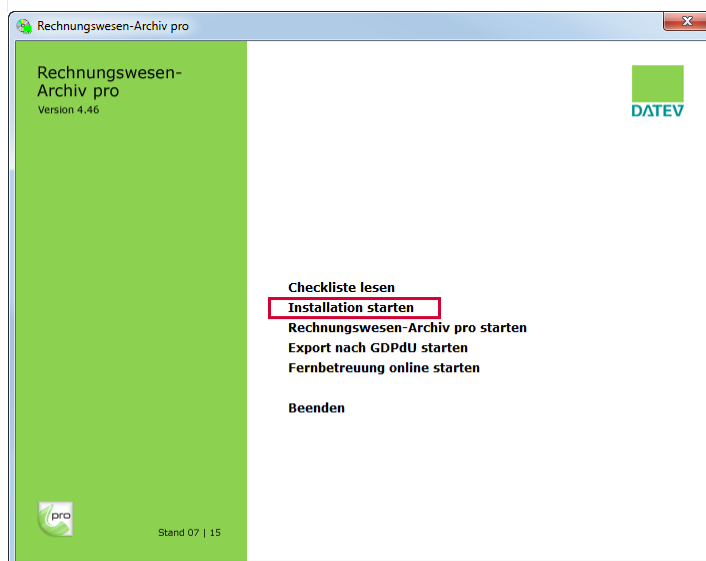 Rechnungswesen-Archiv pro
Rechnungswesen-
Archiv pro
Version 4.46
DATEV
Checkliste lesen
Installation starten
Rechnungswesen-Archiv pro starten
Export nach GDPdU starten
Fernbetreuung online starten
Beenden
pro
Stand 07 | 15